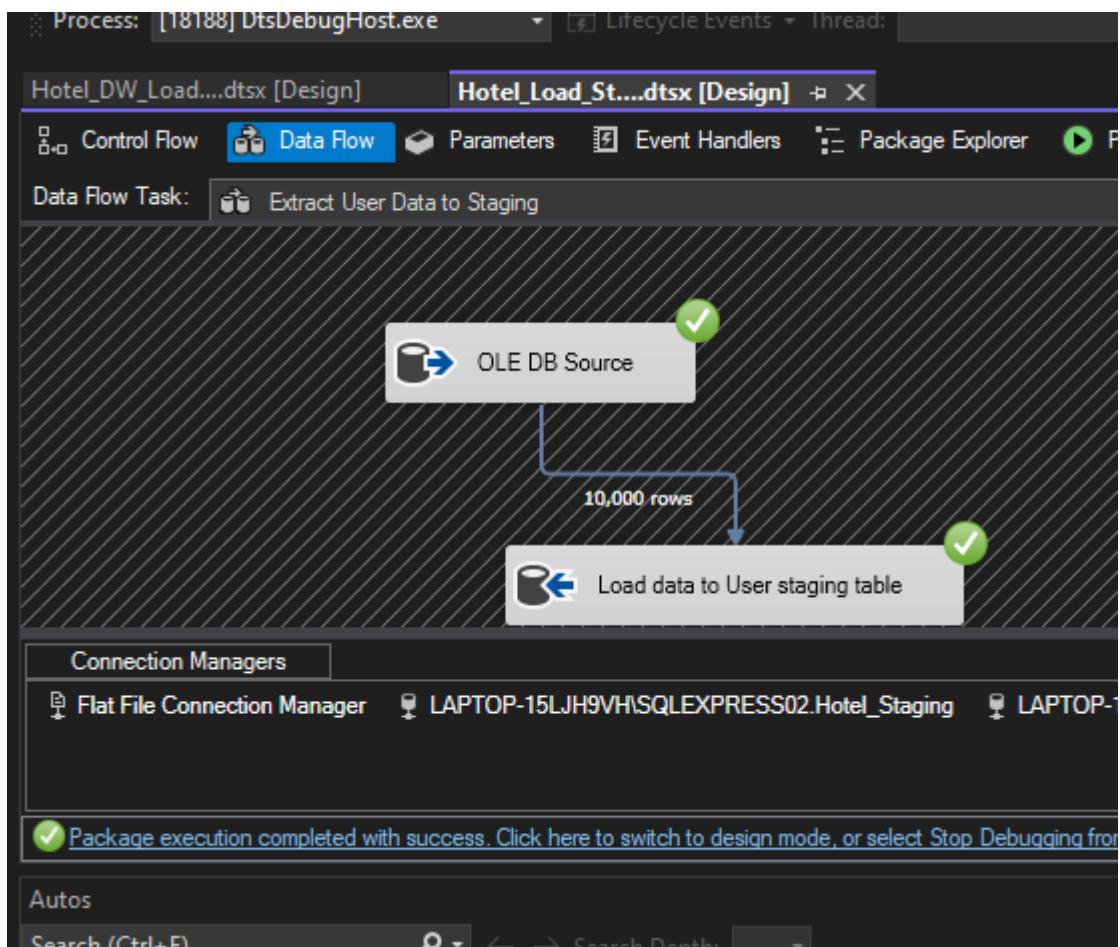 Process: [18188] DtsDebugHost.exe Lifecycle Events Thread:
Hotel_DW_Load....dtsx [Design] Hotel_Load_St....dtsx [Design]
Control Flow Data Flow Parameters Event Handlers Package Explorer
Data Flow Task: Extract User Data to Staging
OLE DB Source
10,000 rows
Load data to User staging table
Connection Managers
Flat File Connection Manager LAPTOP-15LJH9VH\SQLEXPRESS02.Hotel_Staging LAPTOP-1
Package execution completed with success. Click here to switch to design mode, or select Stop Debugging from
Autos
Search (Ctrl+E) Search Depth: